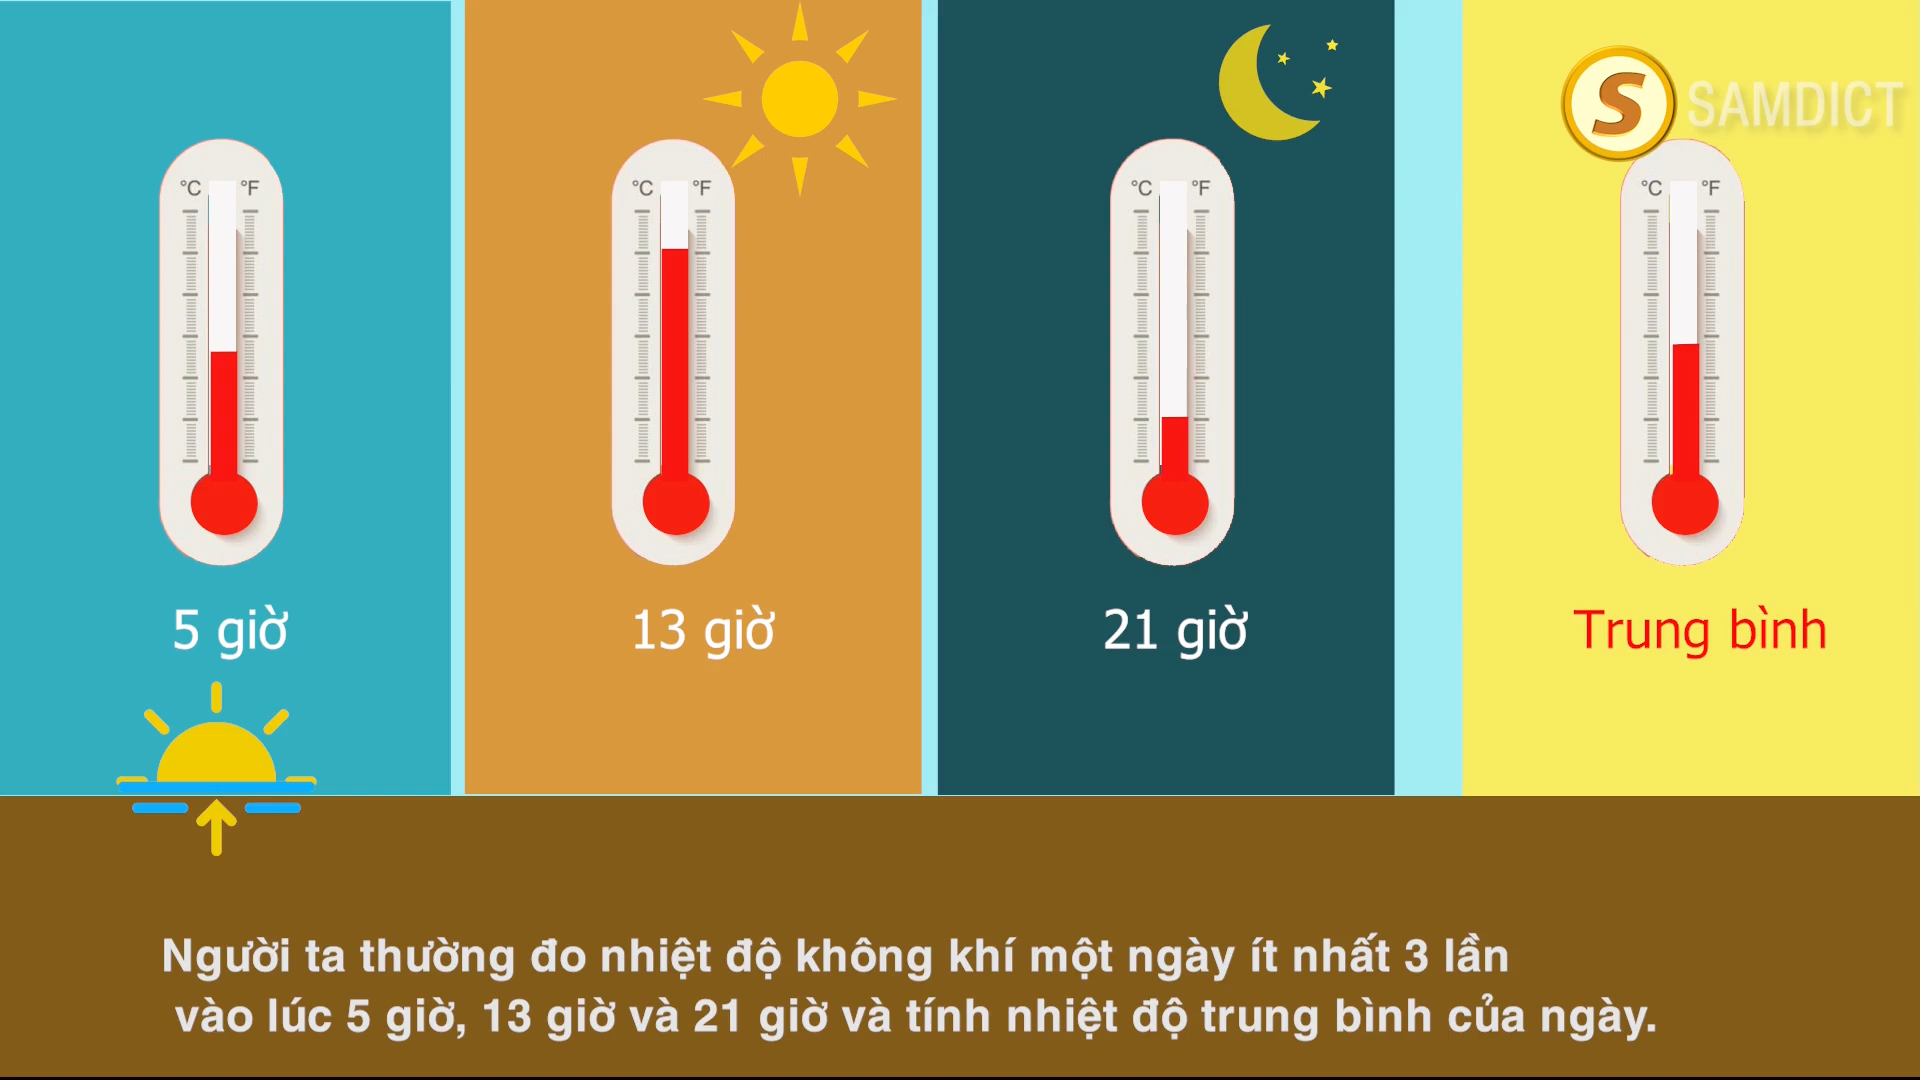 S SAMDICT
°C °F
°C °F
°C °F
°C °F
5 giờ
13 giờ
21 giờ
Trung bình
Người ta thường đo nhiệt độ không khí một ngày ít nhất 3 lần
vào lúc 5 giờ, 13 giờ và 21 giờ và tính nhiệt độ trung bình của ngày.